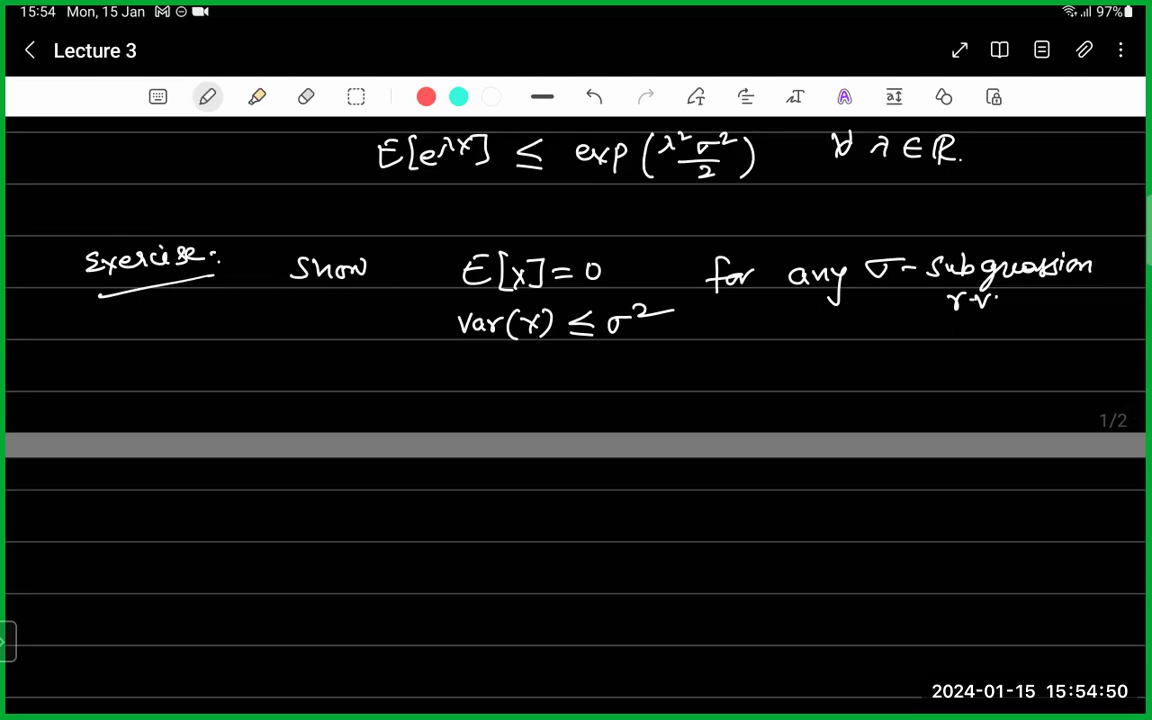 15:54 Mon, 15 Jan
97%
Lecture 3
E[e^{λx}] ≤ exp(λ²σ²/2) ∀ λ ∈ ℝ.
Exercise: Show E[x] = 0 for any σ- subgaussian
r.v.
Var(x) ≤ σ²
1/2
2024-01-15 15:54:50